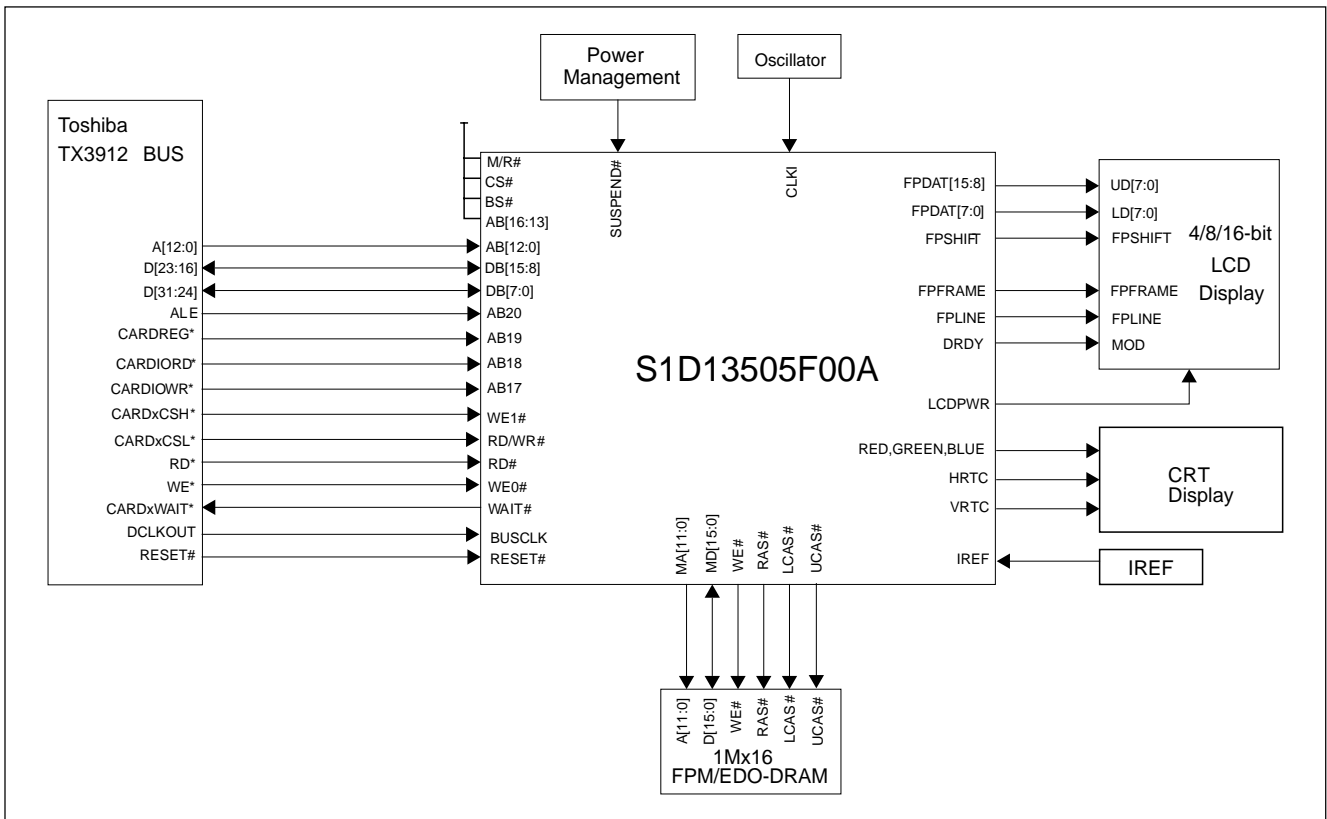 Power
Management
Oscillator
Toshiba
TX3912 BUS
A[12:0]
D[23:16]
D[31:24]
ALE
CARDREG*
CARDIORD*
CARDIOWR*
CARDxCSH*
CARDxCSL*
RD*
WE*
CARDxWAIT*
DCLKOUT
RESET#
M/R#
CS#
BS#
AB[16:13]
AB[12:0]
DB[15:8]
DB[7:0]
AB20
AB19
AB18
AB17
WE1#
RD/WR#
RD#
WE0#
WAIT#
BUSCLK
RESET#
SUSPEND#
CLKI
S1D13505F00A
FPDAT[15:8]
FPDAT[7:0]
FPSHIFT
FPFRAME
FPLINE
DRDY
LCDPWR
RED,GREEN,BLUE
HRTC
VRTC
IREF
UD[7:0]
LD[7:0]
FPSHIFT
FPFRAME
FPLINE
MOD
4/8/16-bit
LCD
Display
CRT
Display
IREF
MA[11:0]
MD[15:0]
WE#
RAS#
LCAS#
UCAS#
A[11:0]
D[15:0]
WE#
RAS#
LCAS#
UCAS#
1Mx16
FPM/EDO-DRAM